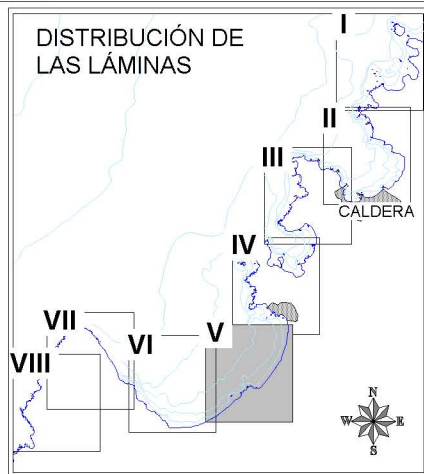 DISTRIBUCIÓN DE
LAS LÁMINAS
I
II
III
CALDERA
IV
V
VI
VII
VIII
N
W E
S